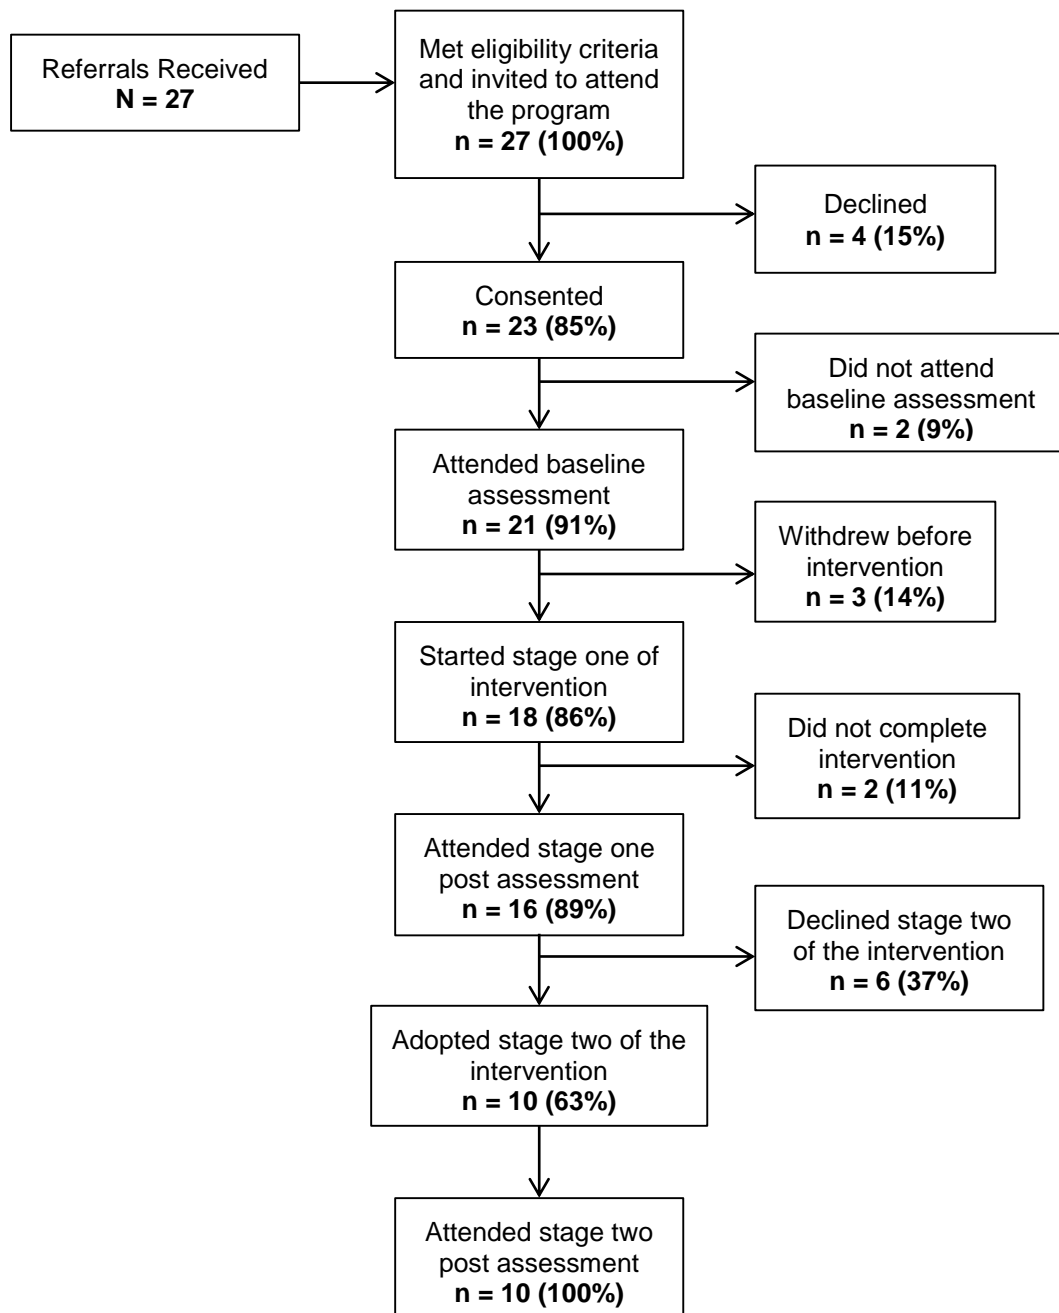 Referrals Received
N = 27
Met eligibility criteria
and invited to attend
the program
n = 27 (100%)
Declined
n = 4 (15%)
Consented
n = 23 (85%)
Did not attend
baseline assessment
n = 2 (9%)
Attended baseline
assessment
n = 21 (91%)
Withdrew before
intervention
n = 3 (14%)
Started stage one of
intervention
n = 18 (86%)
Did not complete
intervention
n = 2 (11%)
Attended stage one
post assessment
n = 16 (89%)
Declined stage two
of the intervention
n = 6 (37%)
Adopted stage two of the
intervention
n = 10 (63%)
Attended stage two
post assessment
n = 10 (100%)